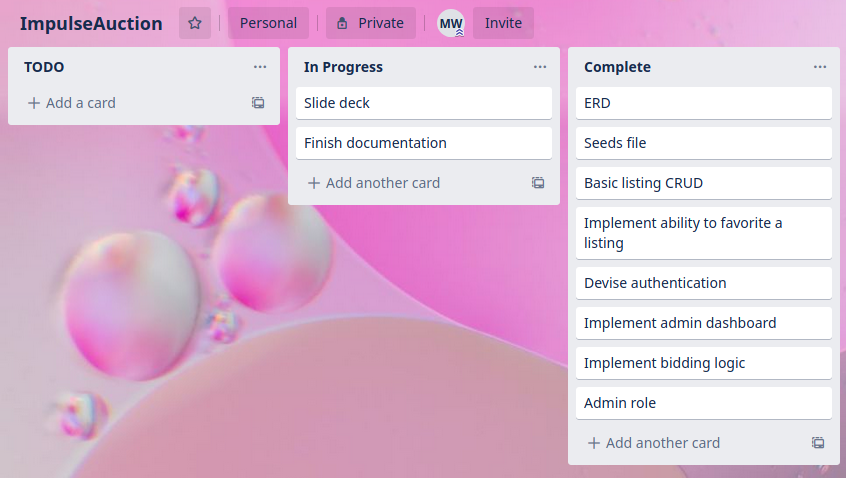 ImpulseAuction Personal Private MW Invite
TODO
Add a card
In Progress
Slide deck
Finish documentation
Add another card
Complete
ERD
Seeds file
Basic listing CRUD
Implement ability to favorite a
listing
Devise authentication
Implement admin dashboard
Implement bidding logic
Admin role
Add another card